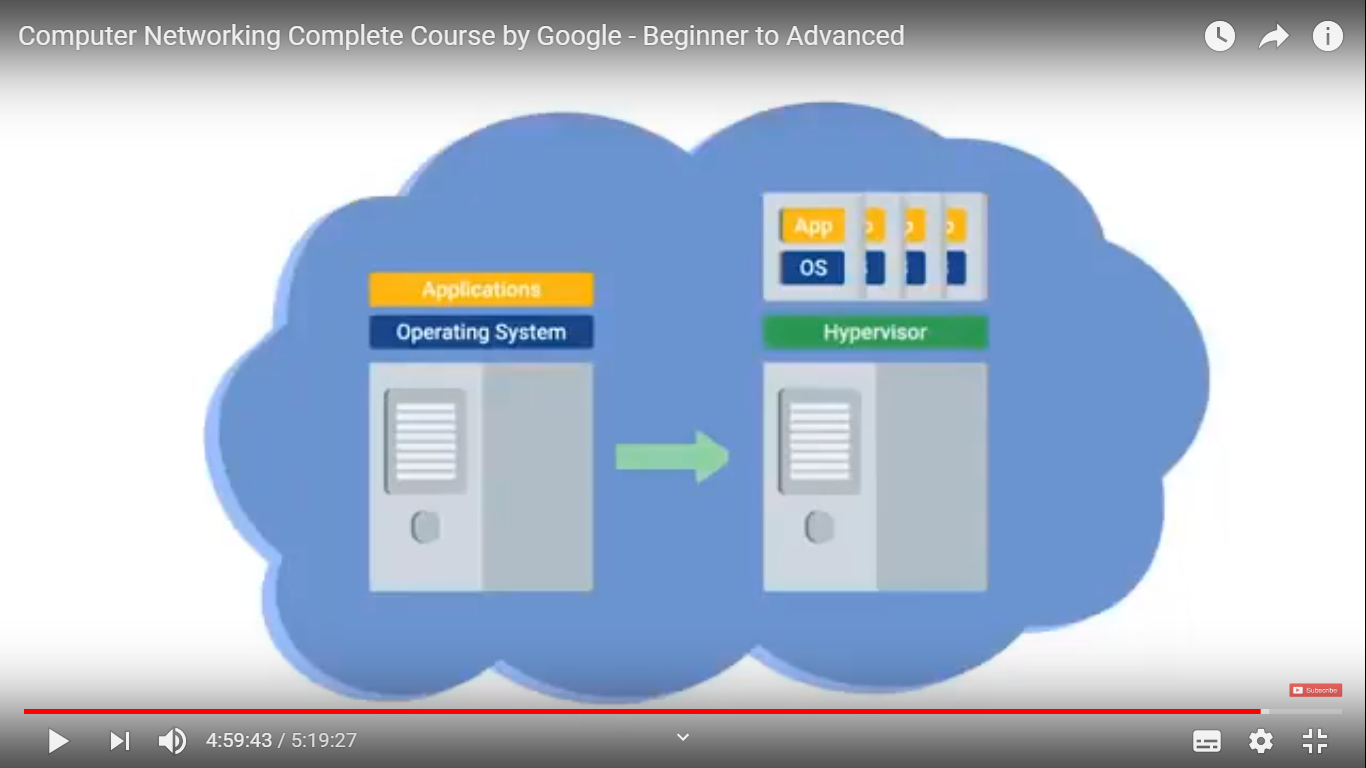 Computer Networking Complete Course by Google - Beginner to Advanced
App
OS
Applications
Operating System
Hypervisor
Subscribe
4:59:43 / 5:19:27